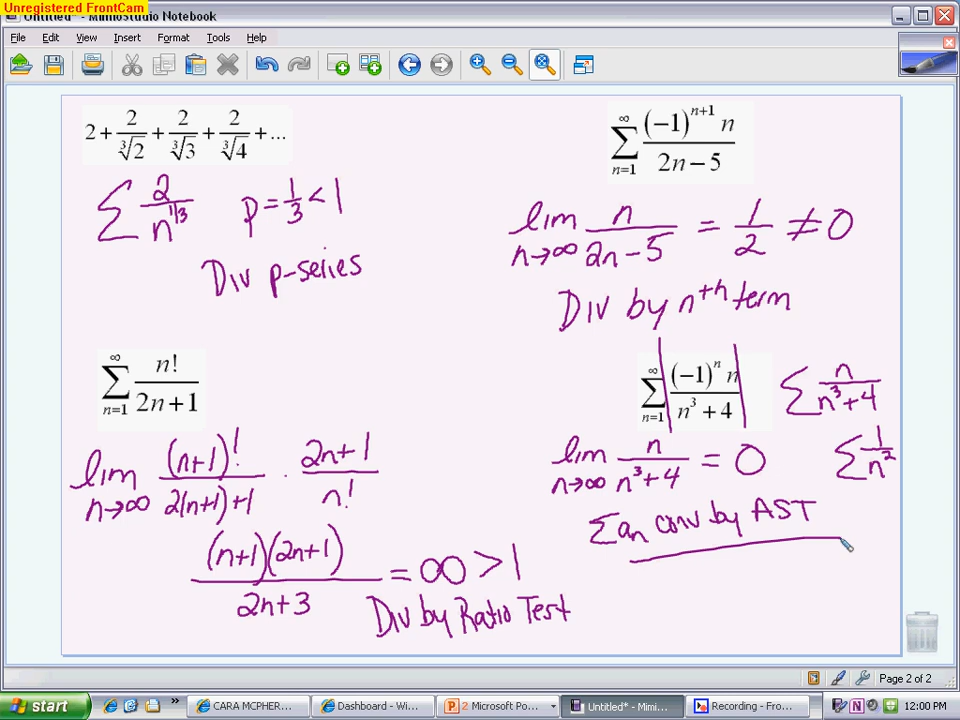 Unregistered FrontCam
Untitled* - MimioStudio Notebook
File Edit View Insert Format Tools Help
2 + 2/∛2 + 2/∛3 + 2/∛4 + ...
∑ 2/n^(1/3) p = 1/3 < 1
Div p-series
∑_{n=1}^{∞} (-1)^{n+1} n / (2n - 5)
lim_{n→∞} n/(2n-5) = 1/2 ≠ 0
Div by nth term
∑_{n=1}^{∞} n!/(2n+1)
lim_{n→∞} (n+1)!/(2(n+1)+1) · (2n+1)/n!
(n+1)(2n+1)/(2n+3) = ∞ > 1
Div by Ratio Test
∑_{n=1}^{∞} |(-1)^n n/(n^3+4)| ∑ n/(n^3+4)
lim_{n→∞} n/(n^3+4) = 0 ∑ 1/n^2
∑an conv by AST
Page 2 of 2
start CARA MCPHER... Dashboard - Wi... 2 Microsoft Po... Untitled* - Mimi... Recording - Fro... 12:00 PM